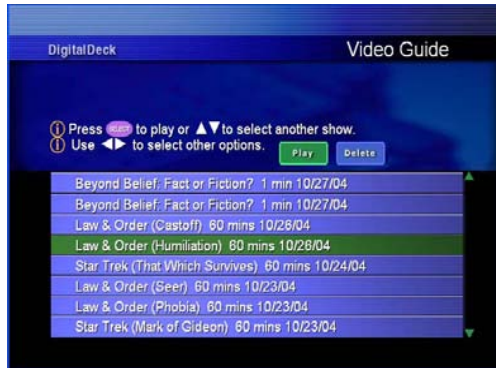 DigitalDeck
Video Guide
Press SELECT to play or ▲▼ to select another show.
Use ◀▶ to select other options.
Play
Delete
Beyond Belief: Fact or Fiction? 1 min 10/27/04
Beyond Belief: Fact or Fiction? 1 min 10/27/04
Law & Order (Castoff) 60 mins 10/26/04
Law & Order (Humiliation) 60 mins 10/26/04
Star Trek (That Which Survives) 60 mins 10/24/04
Law & Order (Seer) 60 mins 10/23/04
Law & Order (Phobia) 60 mins 10/23/04
Star Trek (Mark of Gideon) 60 mins 10/23/04